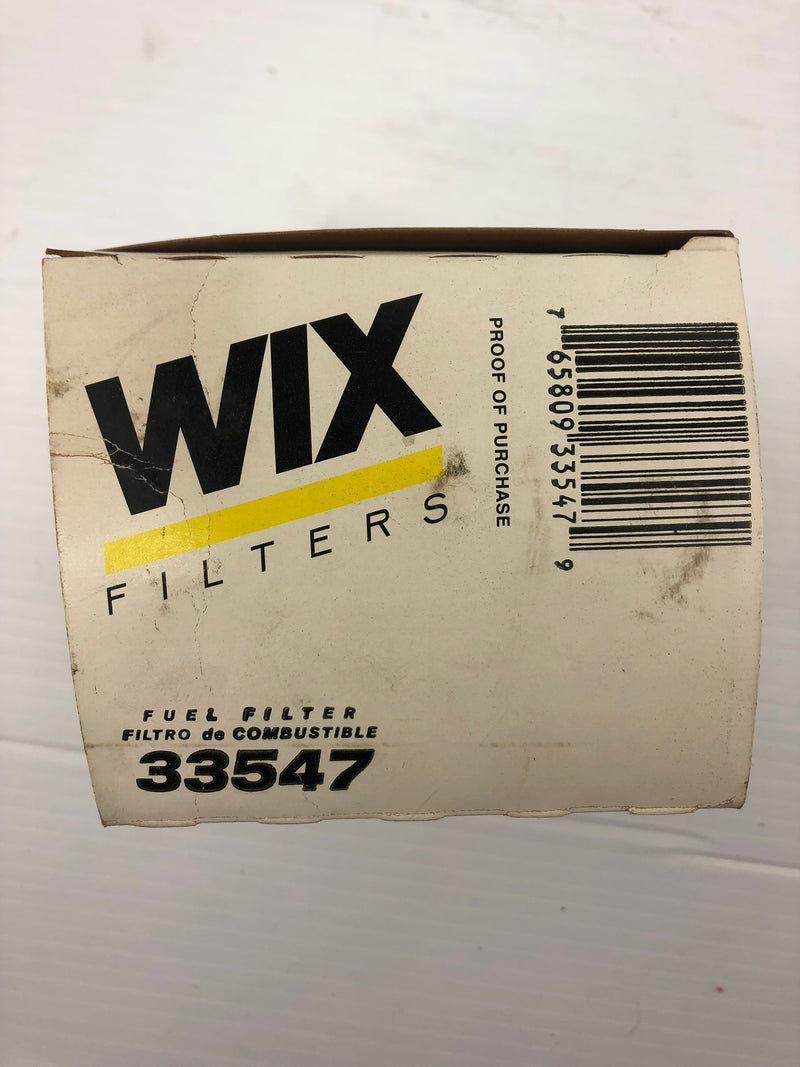 WIX
FILTERS
PROOF OF PURCHASE
7 65809 33547 9
FUEL FILTER
FILTRO de COMBUSTIBLE
33547